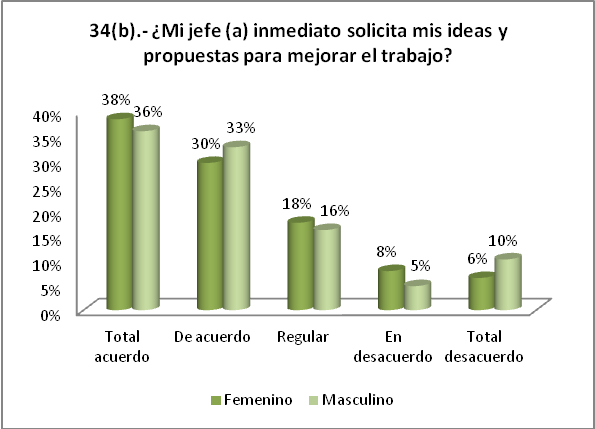 34(b).- ¿Mi jefe (a) inmediato solicita mis ideas y
propuestas para mejorar el trabajo?
40%
35%
30%
25%
20%
15%
10%
5%
0%
38%
36%
30%
33%
18%
16%
8%
5%
6%
10%
Total
acuerdo
De acuerdo
Regular
En
desacuerdo
Total
desacuerdo
Femenino
Masculino